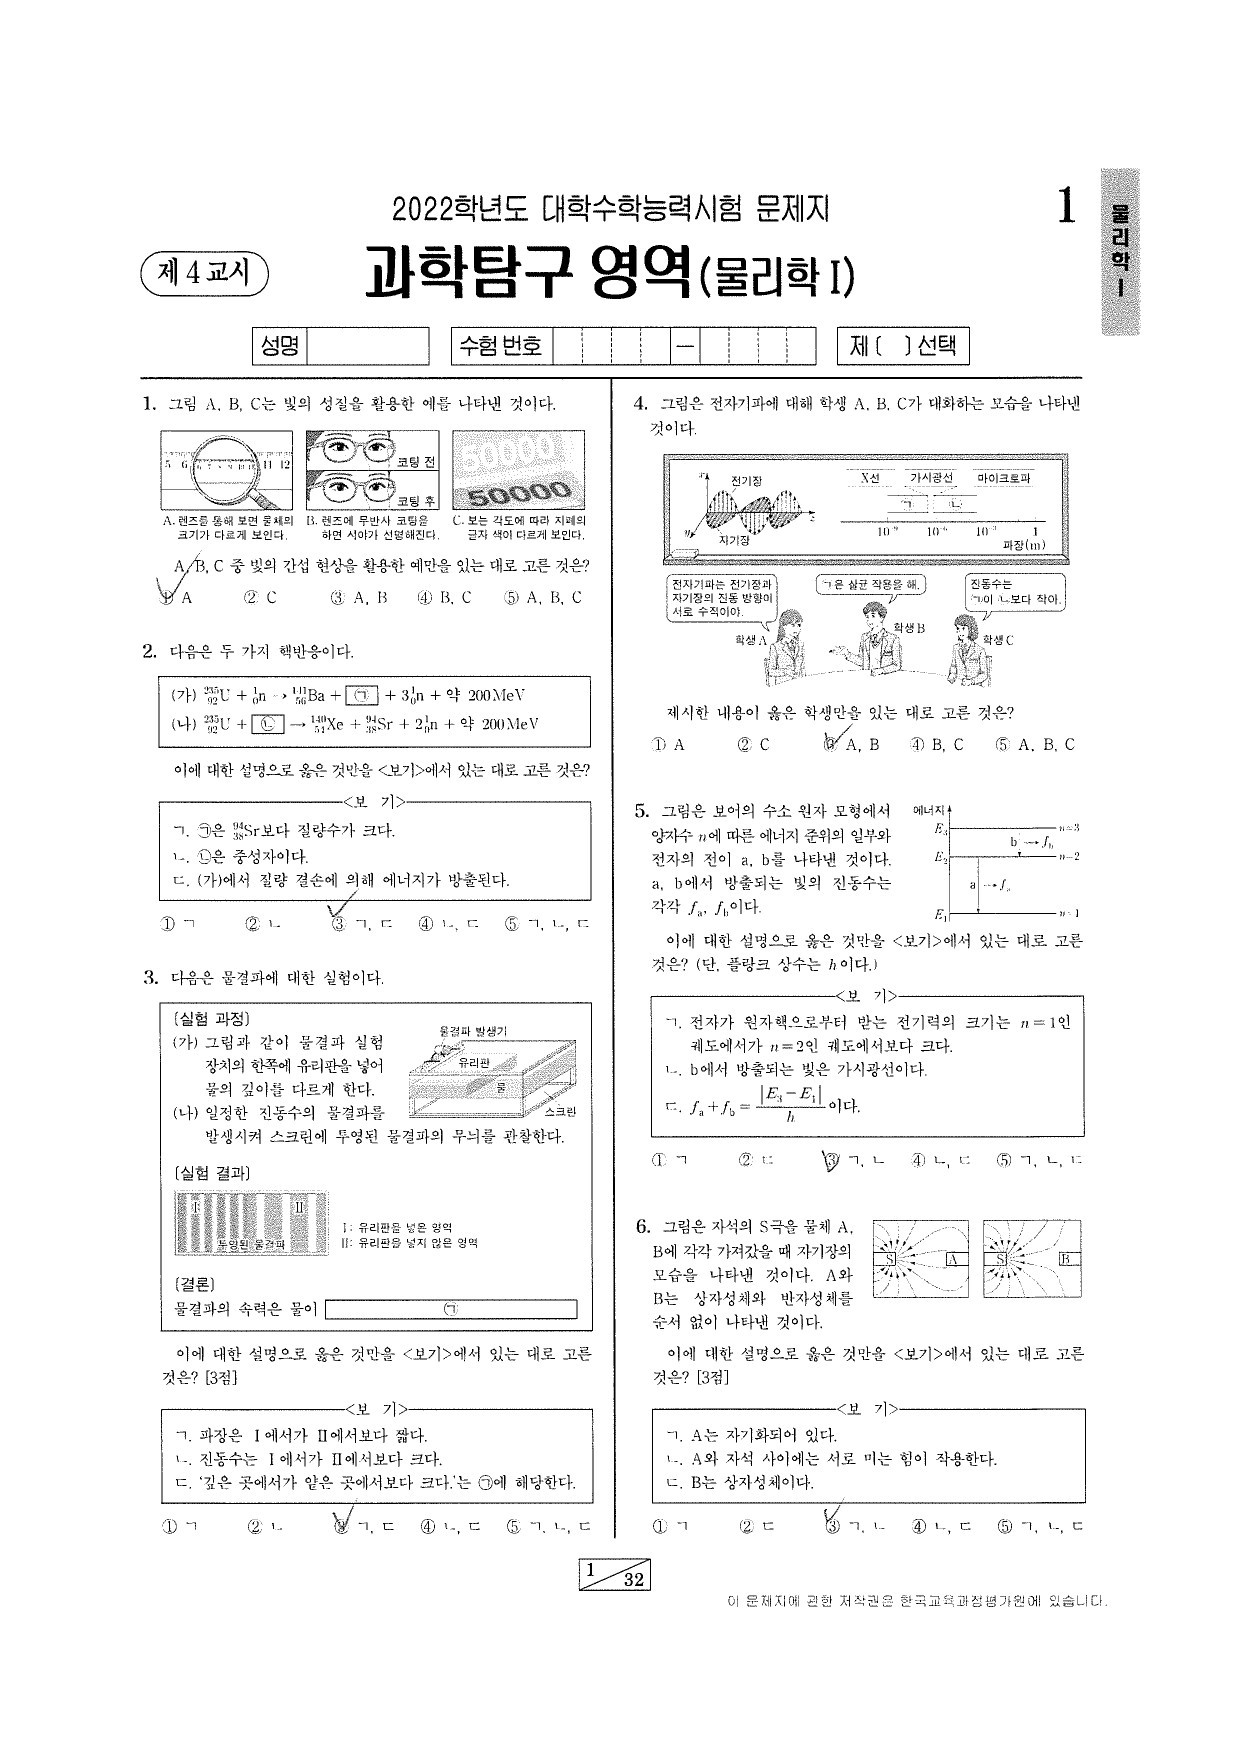 2022학년도 대학수학능력시험 문제지
1
물리학 I
제 4 교시
과학탐구 영역(물리학 I)
성명
수험 번호
—
제 ( ) 선택
1. 그림 A, B, C는 빛의 성질을 활용한 예를 나타낸 것이다.
5 6 6 7 8 9 10 11 11 12
코팅 전
코팅 후
50000
50000
A. 렌즈를 통해 보면 물체의 크기가 다르게 보인다.
B. 렌즈에 무반사 코팅을 하면 시야가 선명해진다.
C. 보는 각도에 따라 지폐의 글자 색이 다르게 보인다.
A, B, C 중 빛의 간섭 현상을 활용한 예만을 있는 대로 고른 것은?
① A ② C ③ A, B ④ B, C ⑤ A, B, C
2. 다음은 두 가지 핵반응이다.
(가) ²³⁵₉₂U + ¹₀n → ¹⁴¹₅₆Ba + ㉠ + 3¹₀n + 약 200MeV
(나) ²³⁵₉₂U + ㉡ → ¹⁴⁰₅₄Xe + ⁹⁴₃₈Sr + 2¹₀n + 약 200MeV
이에 대한 설명으로 옳은 것만을 <보기>에서 있는 대로 고른 것은?
<보 기>
ㄱ. ㉠은 ⁹⁴₃₈Sr보다 질량수가 크다.
ㄴ. ㉡은 중성자이다.
ㄷ. (가)에서 질량 결손에 의해 에너지가 방출된다.
① ㄱ ② ㄴ ③ ㄱ, ㄷ ④ ㄴ, ㄷ ⑤ ㄱ, ㄴ, ㄷ
3. 다음은 물결파에 대한 실험이다.
[실험 과정]
(가) 그림과 같이 물결파 실험
장치의 한쪽에 유리판을 넣어
물의 깊이를 다르게 한다.
(나) 일정한 진동수의 물결파를
발생시켜 스크린에 투영된 물결파의 무늬를 관찰한다.
물결파 발생기
유리판
물
스크린
[실험 결과]
I
II
투영된 물결파
I : 유리판을 넣은 영역
II : 유리판을 넣지 않은 영역
[결론]
물결파의 속력은 물이 ㉠
이에 대한 설명으로 옳은 것만을 <보기>에서 있는 대로 고른
것은? [3점]
<보 기>
ㄱ. 파장은 I에서가 II에서보다 짧다.
ㄴ. 진동수는 I에서가 II에서보다 크다.
ㄷ. ‘깊은 곳에서가 얕은 곳에서보다 크다.’는 ㉠에 해당한다.
① ㄱ ② ㄴ ③ ㄱ, ㄷ ④ ㄴ, ㄷ ⑤ ㄱ, ㄴ, ㄷ
4. 그림은 전자기파에 대해 학생 A, B, C가 대화하는 모습을 나타낸
것이다.
x
전기장
z
y
자기장
X선 가시광선 마이크로파
㉠ ㉡
10⁻⁹ 10⁻⁶ 10⁻³ 1
파장(m)
전자기파는 전기장과
자기장의 진동 방향이
서로 수직이야.
㉠은 살균 작용을 해.
진동수는
㉠이 ㉡보다 작아.
학생 A
학생 B
학생 C
제시한 내용이 옳은 학생만을 있는 대로 고른 것은?
① A ② C ③ A, B ④ B, C ⑤ A, B, C
5. 그림은 보어의 수소 원자 모형에서
양자수 n에 따른 에너지 준위의 일부와
전자의 전이 a, b를 나타낸 것이다.
a, b에서 방출되는 빛의 진동수는
각각 fₐ, f_b이다.
에너지
E₃ n=3
b → f_b
E₂ n=2
a → fₐ
E₁ n=1
이에 대한 설명으로 옳은 것만을 <보기>에서 있는 대로 고른
것은? (단, 플랑크 상수는 h이다.)
<보 기>
ㄱ. 전자가 원자핵으로부터 받는 전기력의 크기는 n=1인
궤도에서가 n=2인 궤도에서보다 크다.
ㄴ. b에서 방출되는 빛은 가시광선이다.
ㄷ. fₐ+f_b = |E₃−E₁|/h 이다.
① ㄱ ② ㄷ ③ ㄱ, ㄴ ④ ㄴ, ㄷ ⑤ ㄱ, ㄴ, ㄷ
6. 그림은 자석의 S극을 물체 A,
B에 각각 가져갔을 때 자기장의
모습을 나타낸 것이다. A와
B는 상자성체와 반자성체를
순서 없이 나타낸 것이다.
S A
S B
이에 대한 설명으로 옳은 것만을 <보기>에서 있는 대로 고른
것은? [3점]
<보 기>
ㄱ. A는 자기화되어 있다.
ㄴ. A와 자석 사이에는 서로 미는 힘이 작용한다.
ㄷ. B는 상자성체이다.
① ㄱ ② ㄷ ③ ㄱ, ㄴ ④ ㄴ, ㄷ ⑤ ㄱ, ㄴ, ㄷ
1
32
이 문제지에 관한 저작권은 한국교육과정평가원에 있습니다.